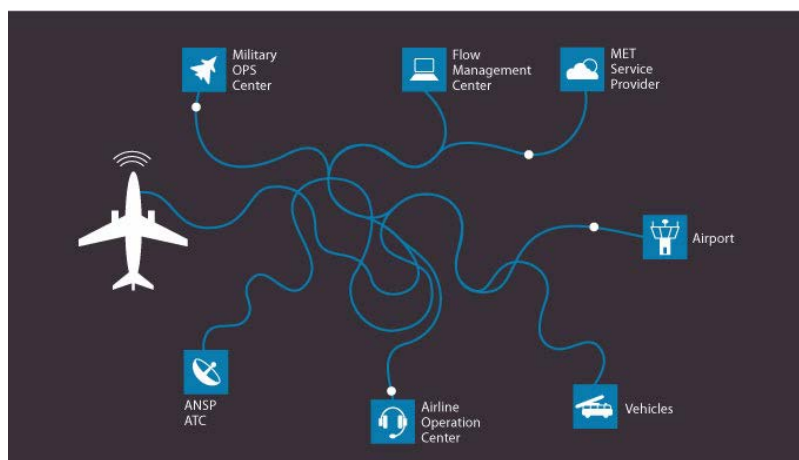 Military
OPS
Center
Flow
Management
Center
MET
Service
Provider
Airport
ANSP
ATC
Airline
Operation
Center
Vehicles